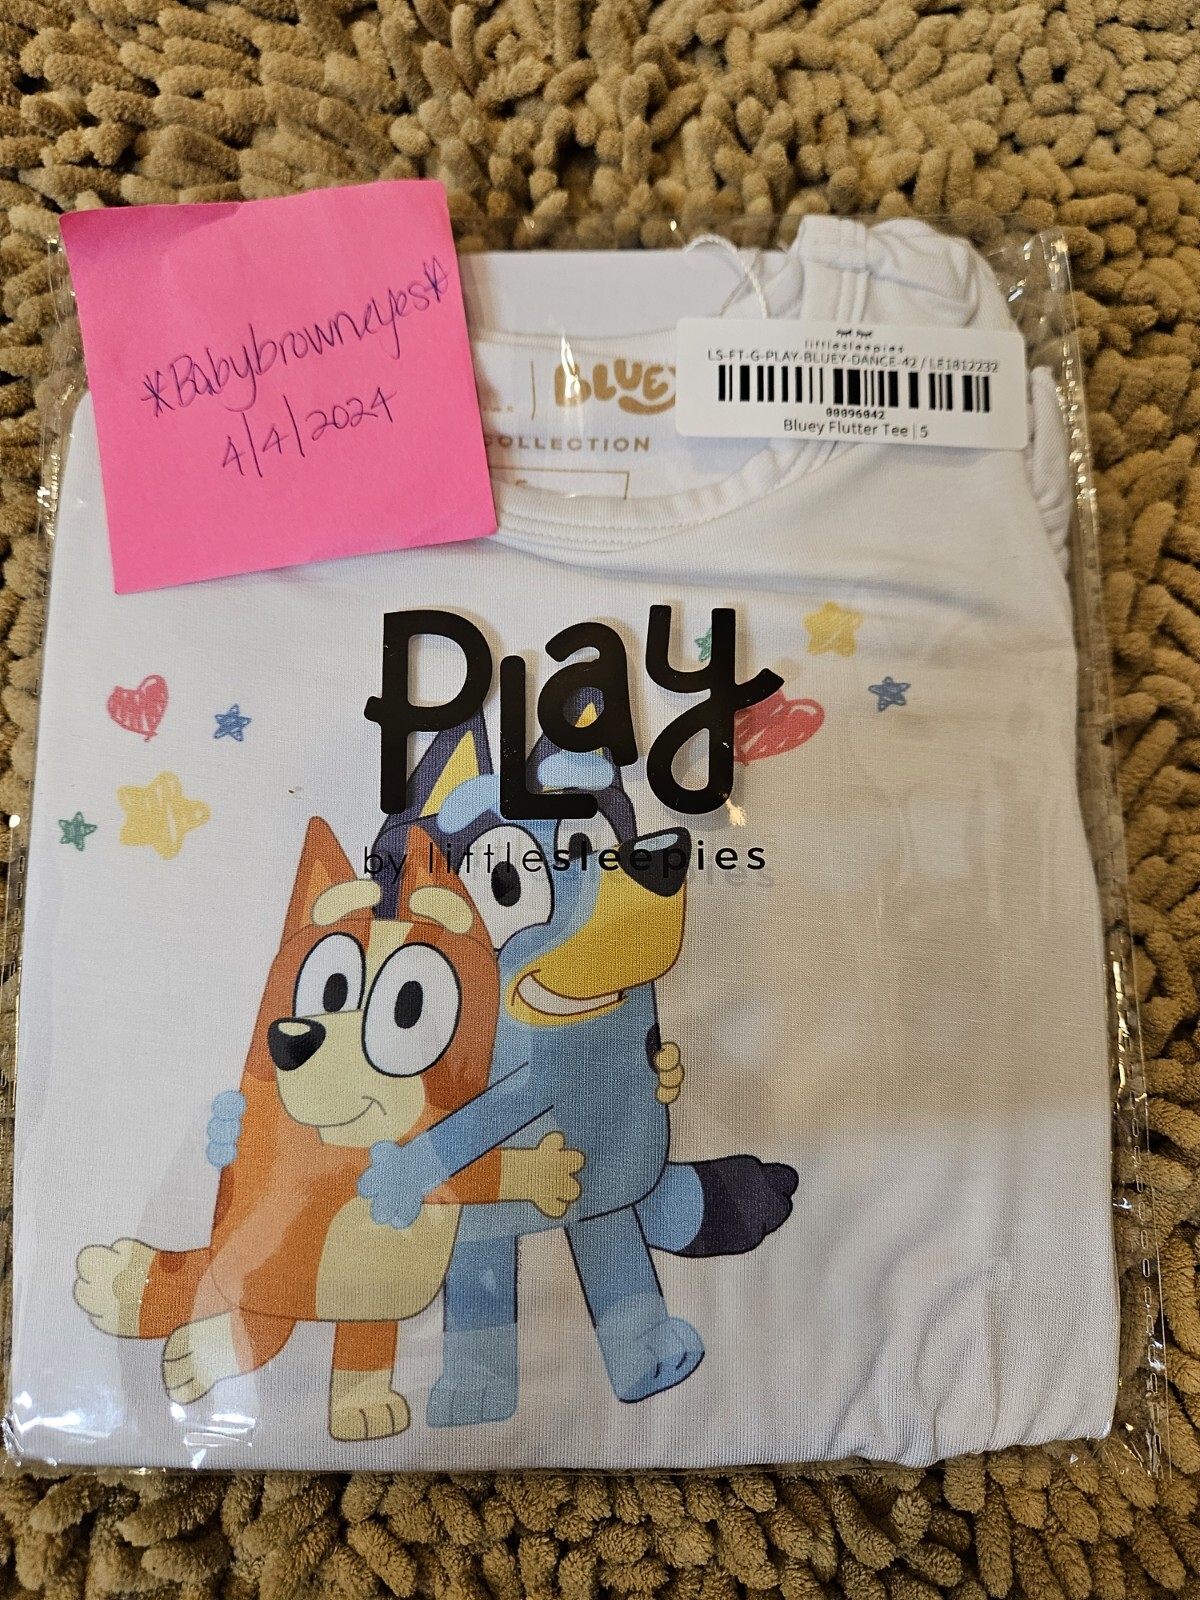 *Babybrowneyes*
4/4/2024
BLUEY
COLLECTION
littlesleepies
LS-FT-G-PLAY-BLUEY-DANCE-42 / LE1812232
00096042
Bluey Flutter Tee | 5
PLay
by littlesleepies